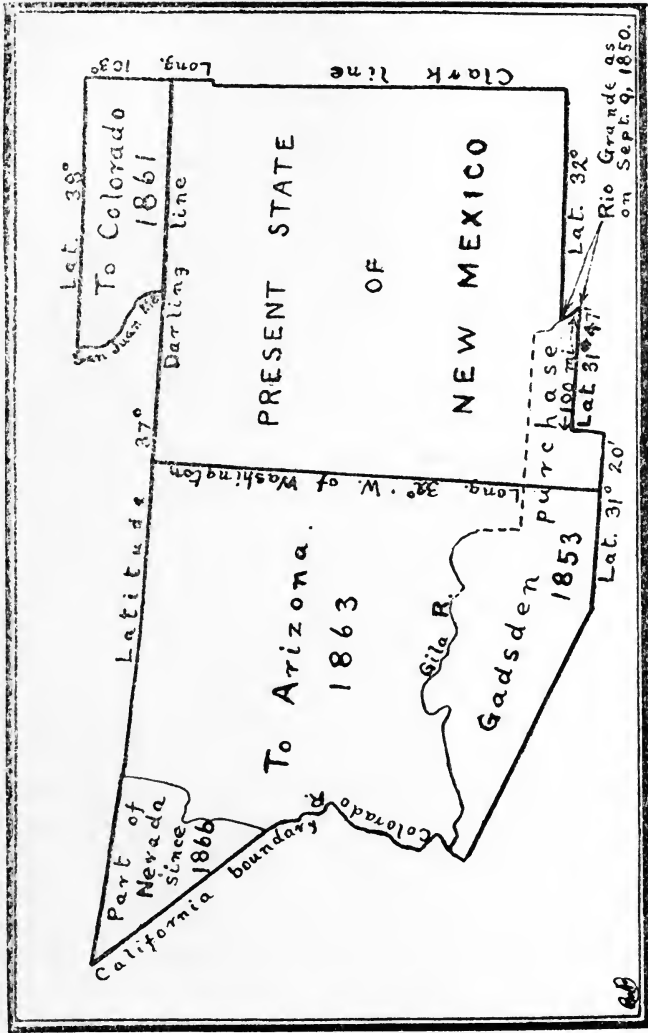 Lat. 38°
Long. 103°
To Colorado
1861
San Juan
Darling line
Latitude 37°
Clark line
PRESENT STATE
OF
NEW MEXICO
Long. 32° W. of Washington
Part of
Nevada
since
1866
California boundary
To Arizona.
1863
Colorado R.
Gila R.
Gadsden purchase
1853
100 mi.
Lat. 32°
Lat 31° 47'
Lat. 31° 20'
Rio Grande as
on Sept. 9, 1850.